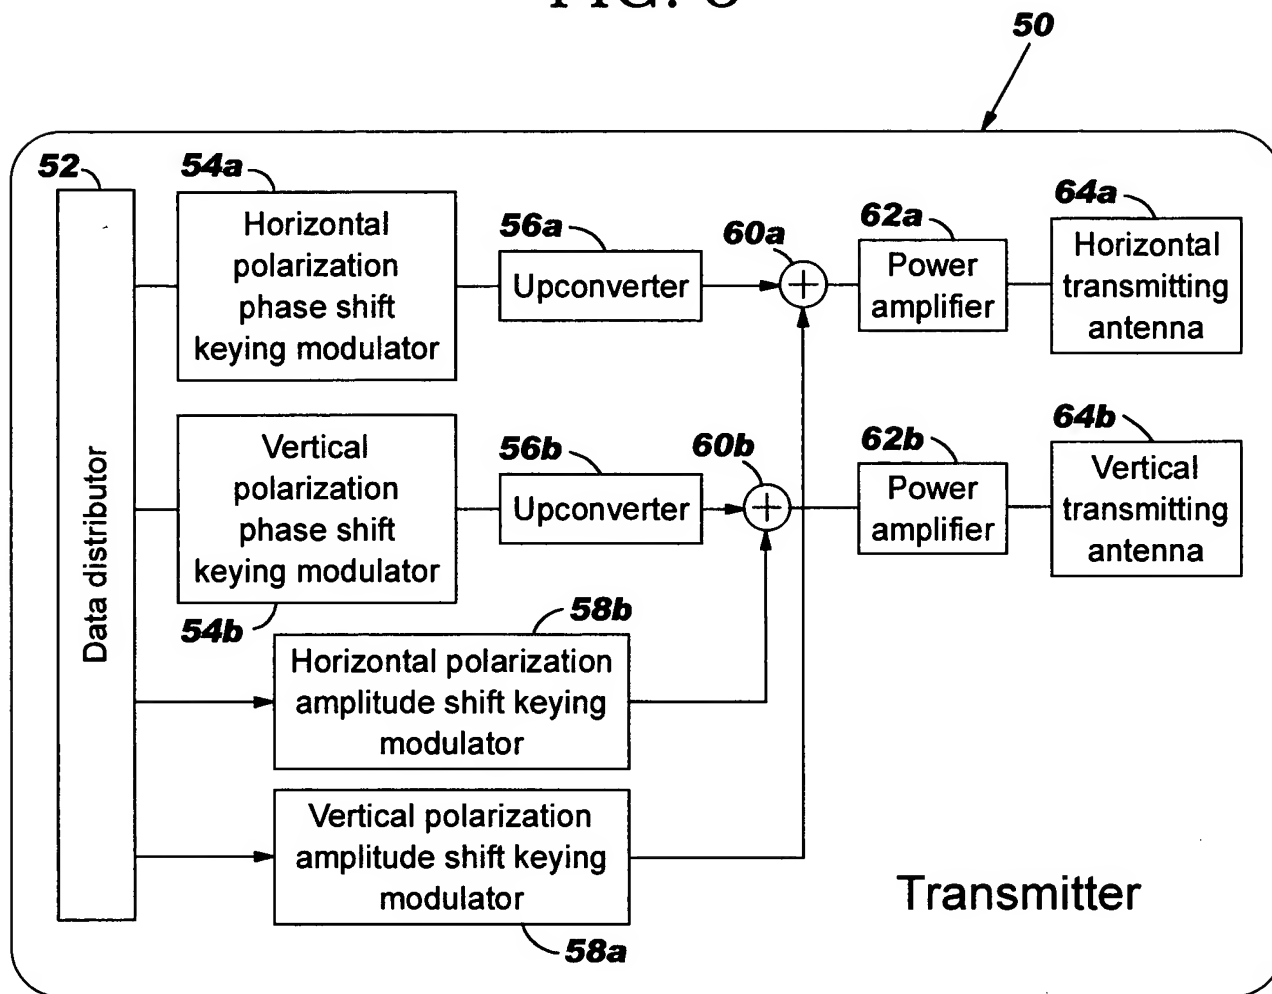 50
52
54a
Horizontal
polarization
phase shift
keying modulator
56a
Upconverter
60a
62a
Power
amplifier
64a
Horizontal
transmitting
antenna
Vertical
polarization
phase shift
keying modulator
54b
56b
Upconverter
60b
62b
Power
amplifier
64b
Vertical
transmitting
antenna
Data distributor
58b
Horizontal polarization
amplitude shift keying
modulator
Vertical polarization
amplitude shift keying
modulator
58a
Transmitter